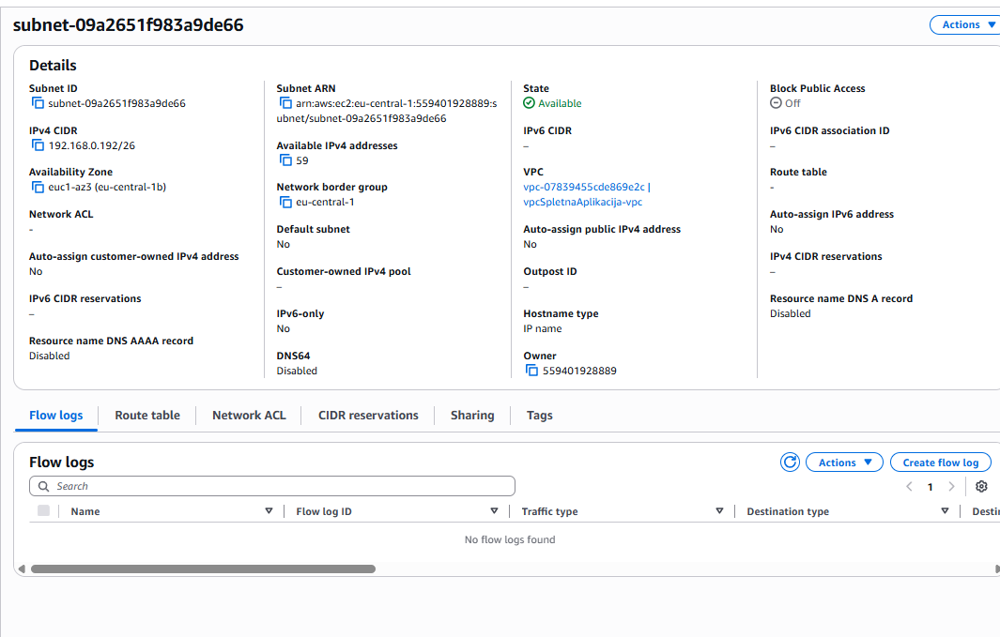 subnet-09a2651f983a9de66
Actions
Details
Subnet ID
subnet-09a2651f983a9de66
IPv4 CIDR
192.168.0.192/26
Availability Zone
euc1-az3 (eu-central-1b)
Network ACL
-
Auto-assign customer-owned IPv4 address
No
IPv6 CIDR reservations
–
Resource name DNS AAAA record
Disabled
Subnet ARN
arn:aws:ec2:eu-central-1:559401928889:s
ubnet/subnet-09a2651f983a9de66
Available IPv4 addresses
59
Network border group
eu-central-1
Default subnet
No
Customer-owned IPv4 pool
–
IPv6-only
No
DNS64
Disabled
State
Available
IPv6 CIDR
–
VPC
vpc-07839455cde869e2c |
vpcSpletnaAplikacija-vpc
Auto-assign public IPv4 address
No
Outpost ID
–
Hostname type
IP name
Owner
559401928889
Block Public Access
Off
IPv6 CIDR association ID
–
Route table
-
Auto-assign IPv6 address
No
IPv4 CIDR reservations
–
Resource name DNS A record
Disabled
Flow logs Route table Network ACL CIDR reservations Sharing Tags
Flow logs
Actions Create flow log
Search
1
Name Flow log ID Traffic type Destination type Destin
No flow logs found